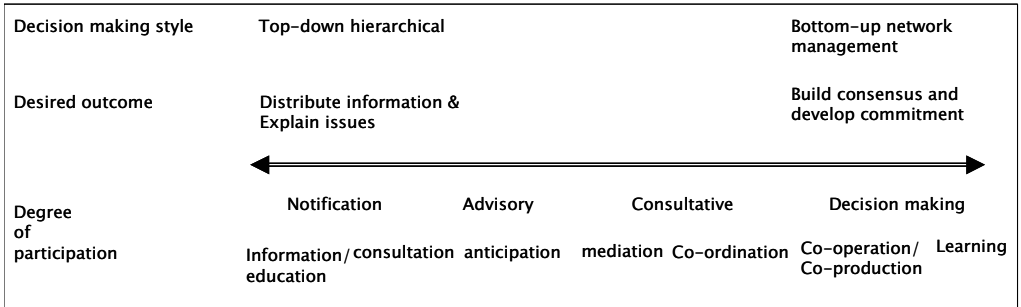 Decision making style Top-down hierarchical Bottom-up network
management
Desired outcome Distribute information & Build consensus and
Explain issues develop commitment
Degree Notification Advisory Consultative Decision making
of
participation Information/ consultation anticipation mediation Co-ordination Co-operation/ Learning
education Co-production